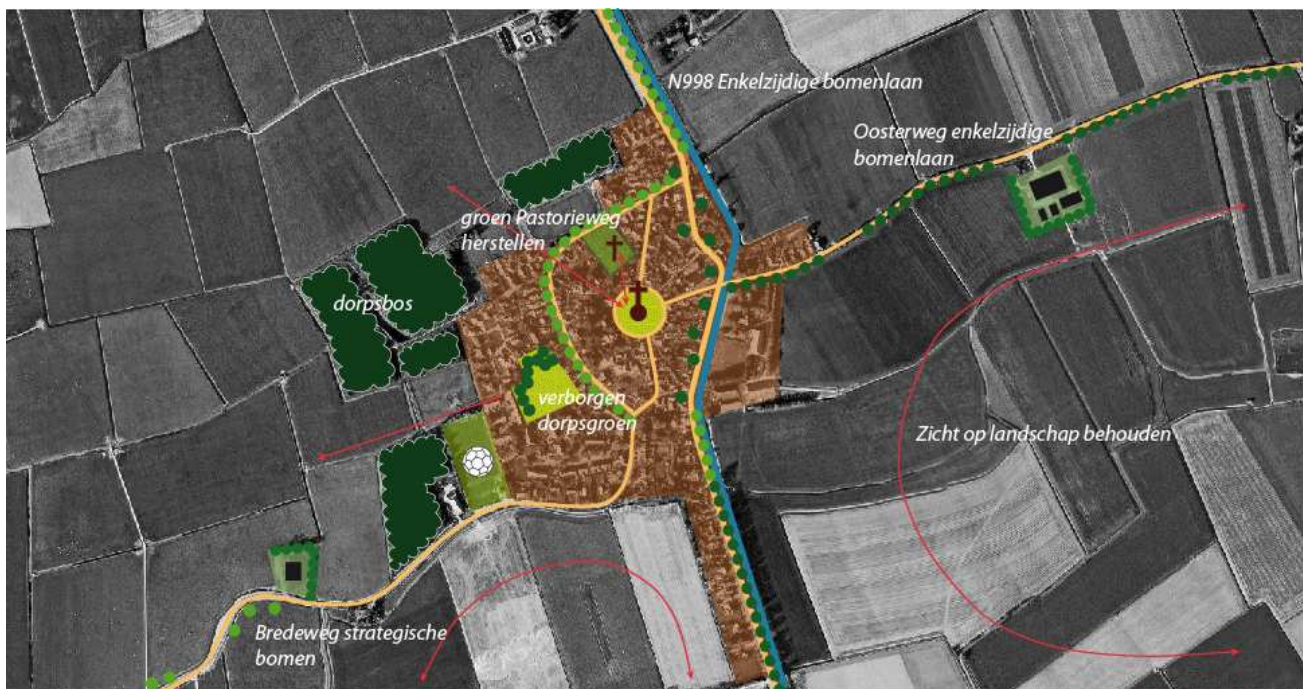 N998 Enkelzijdige bomenlaan
Oosterweg enkelzijdige
bomenlaan
groen Pastorieweg
herstellen
dorpsbos
verborgen
dorpsgroen
Zicht op landschap behouden
Bredeweg strategische
bomen